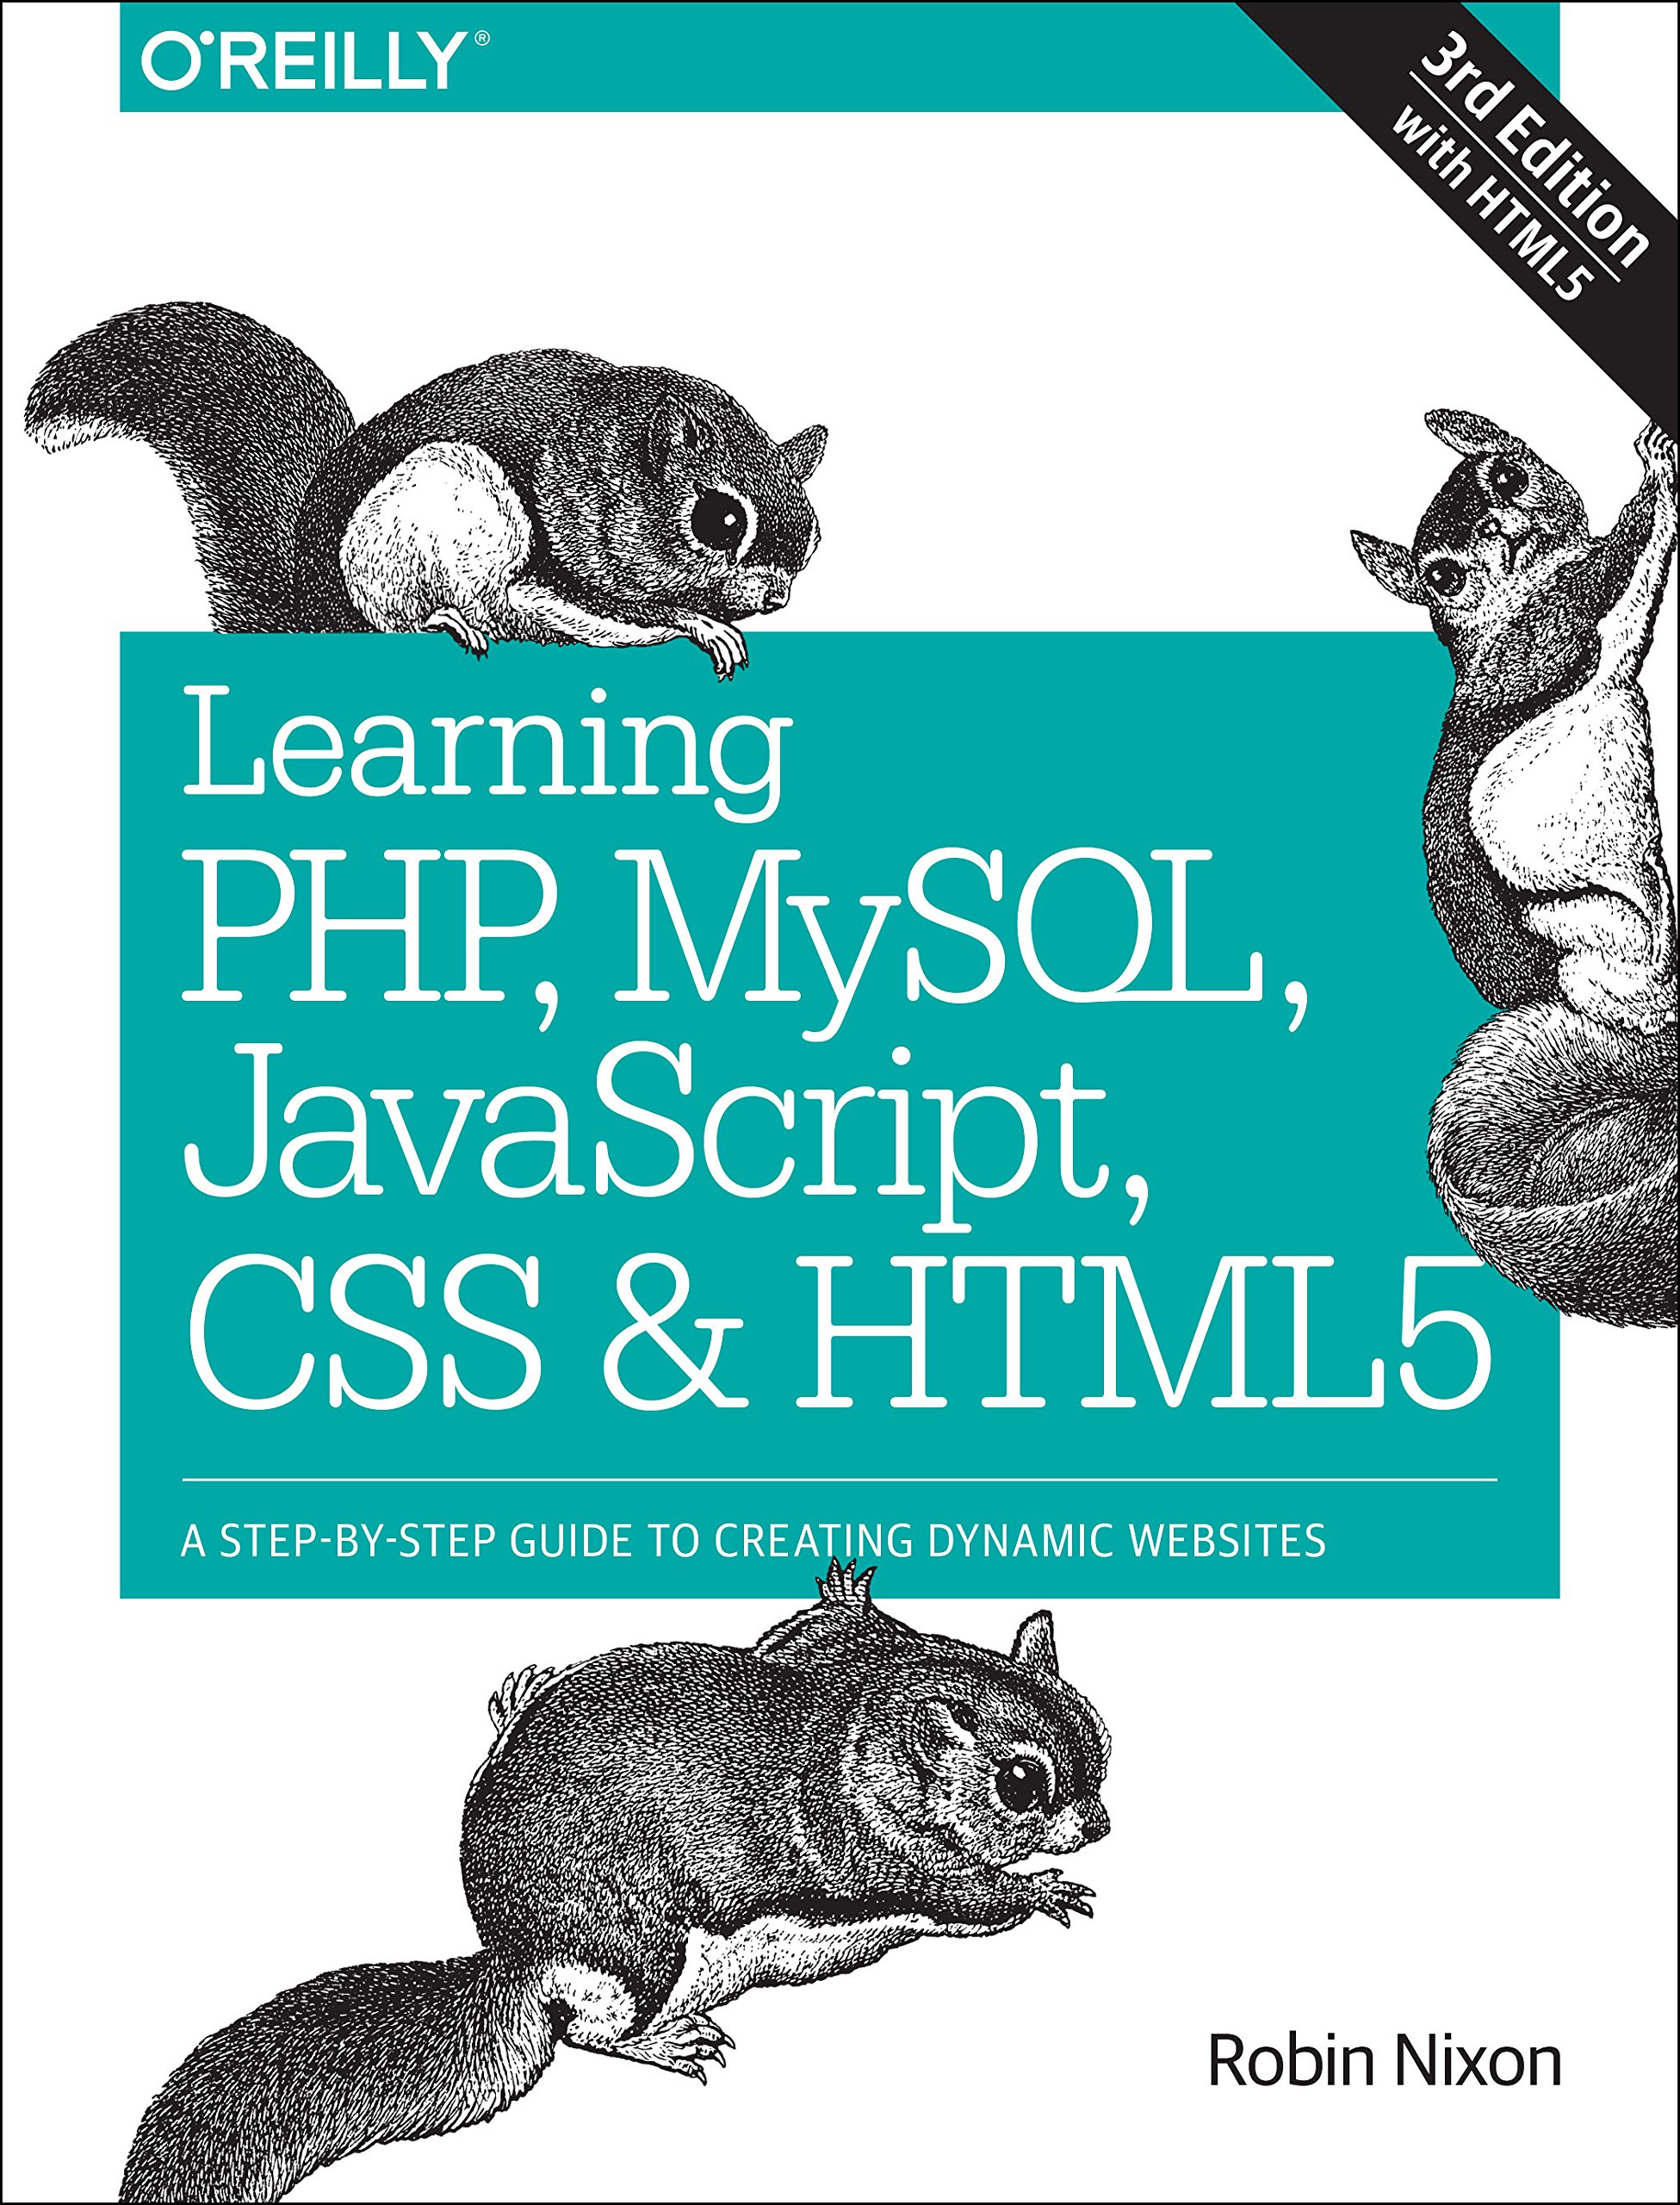 O'REILLY®
3rd Edition
with HTML5
Learning
PHP, MySQL,
JavaScript,
CSS & HTML5
A STEP-BY-STEP GUIDE TO CREATING DYNAMIC WEBSITES
Robin Nixon